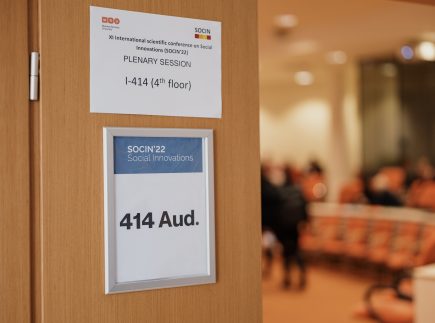 SOCIN
XI International scientific conference on Social
Innovations (SOCIN'22)
PLENARY SESSION
I-414 (4th floor)
SOCIN'22
Social Innovations
414 Aud.